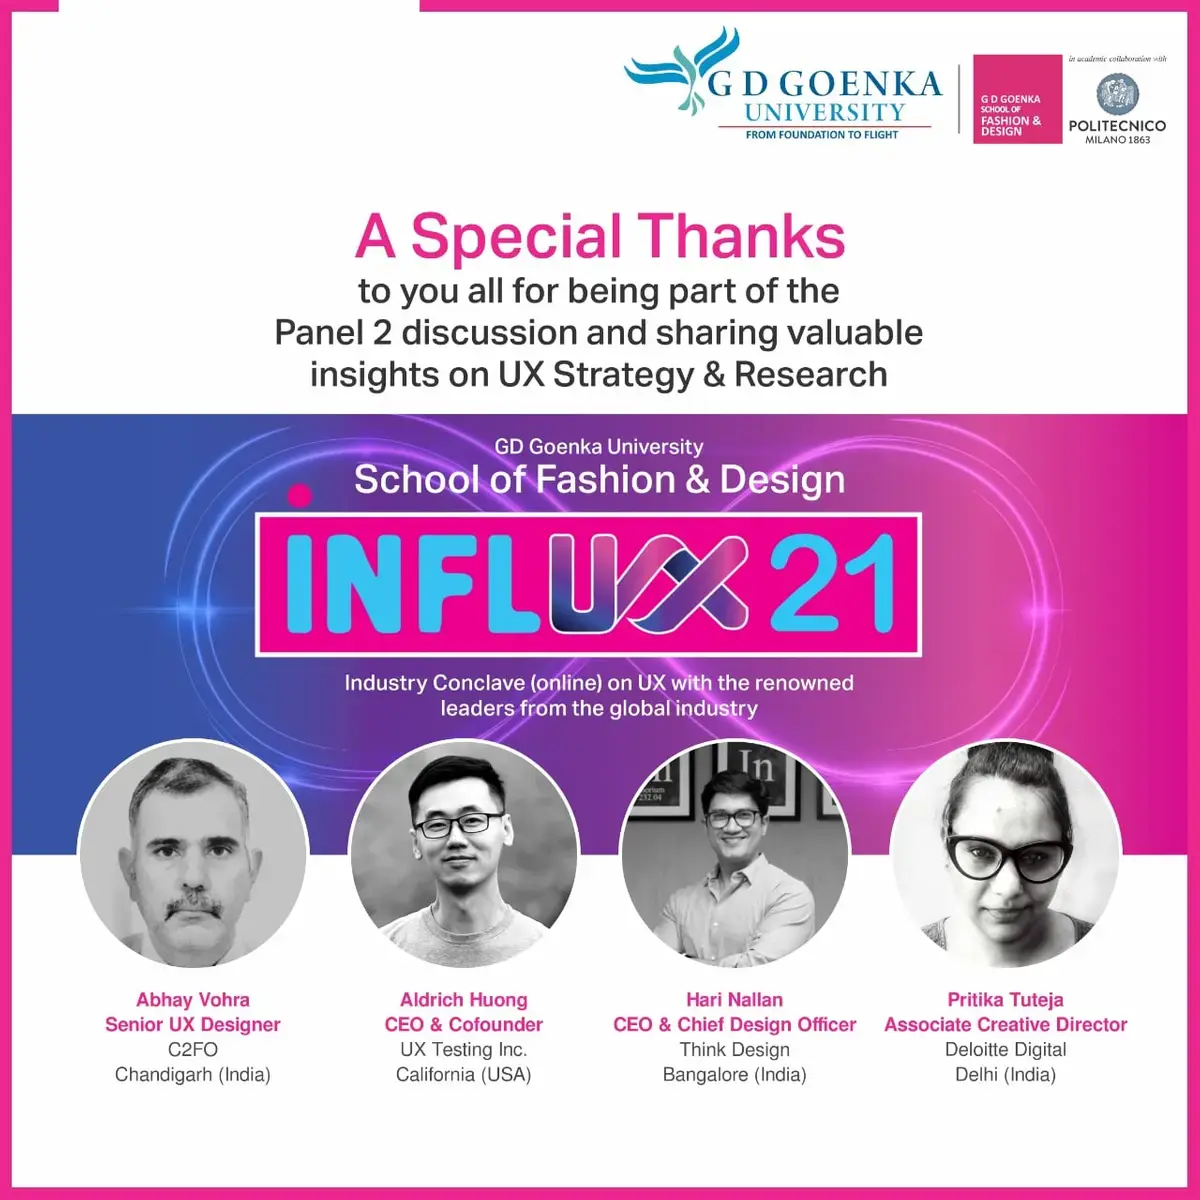 G D GOENKA
UNIVERSITY
FROM FOUNDATION TO FLIGHT
G D GOENKA
SCHOOL OF
FASHION &
DESIGN
in academic collaboration with
POLITECNICO
MILANO 1863
A Special Thanks
to you all for being part of the
Panel 2 discussion and sharing valuable
insights on UX Strategy & Research
GD Goenka University
School of Fashion & Design
iNFLUX 21
Industry Conclave (online) on UX with the renowned
leaders from the global industry
In
232.04
Abhay Vohra
Senior UX Designer
C2FO
Chandigarh (India)
Aldrich Huong
CEO & Cofounder
UX Testing Inc.
California (USA)
Hari Nallan
CEO & Chief Design Officer
Think Design
Bangalore (India)
Pritika Tuteja
Associate Creative Director
Deloitte Digital
Delhi (India)